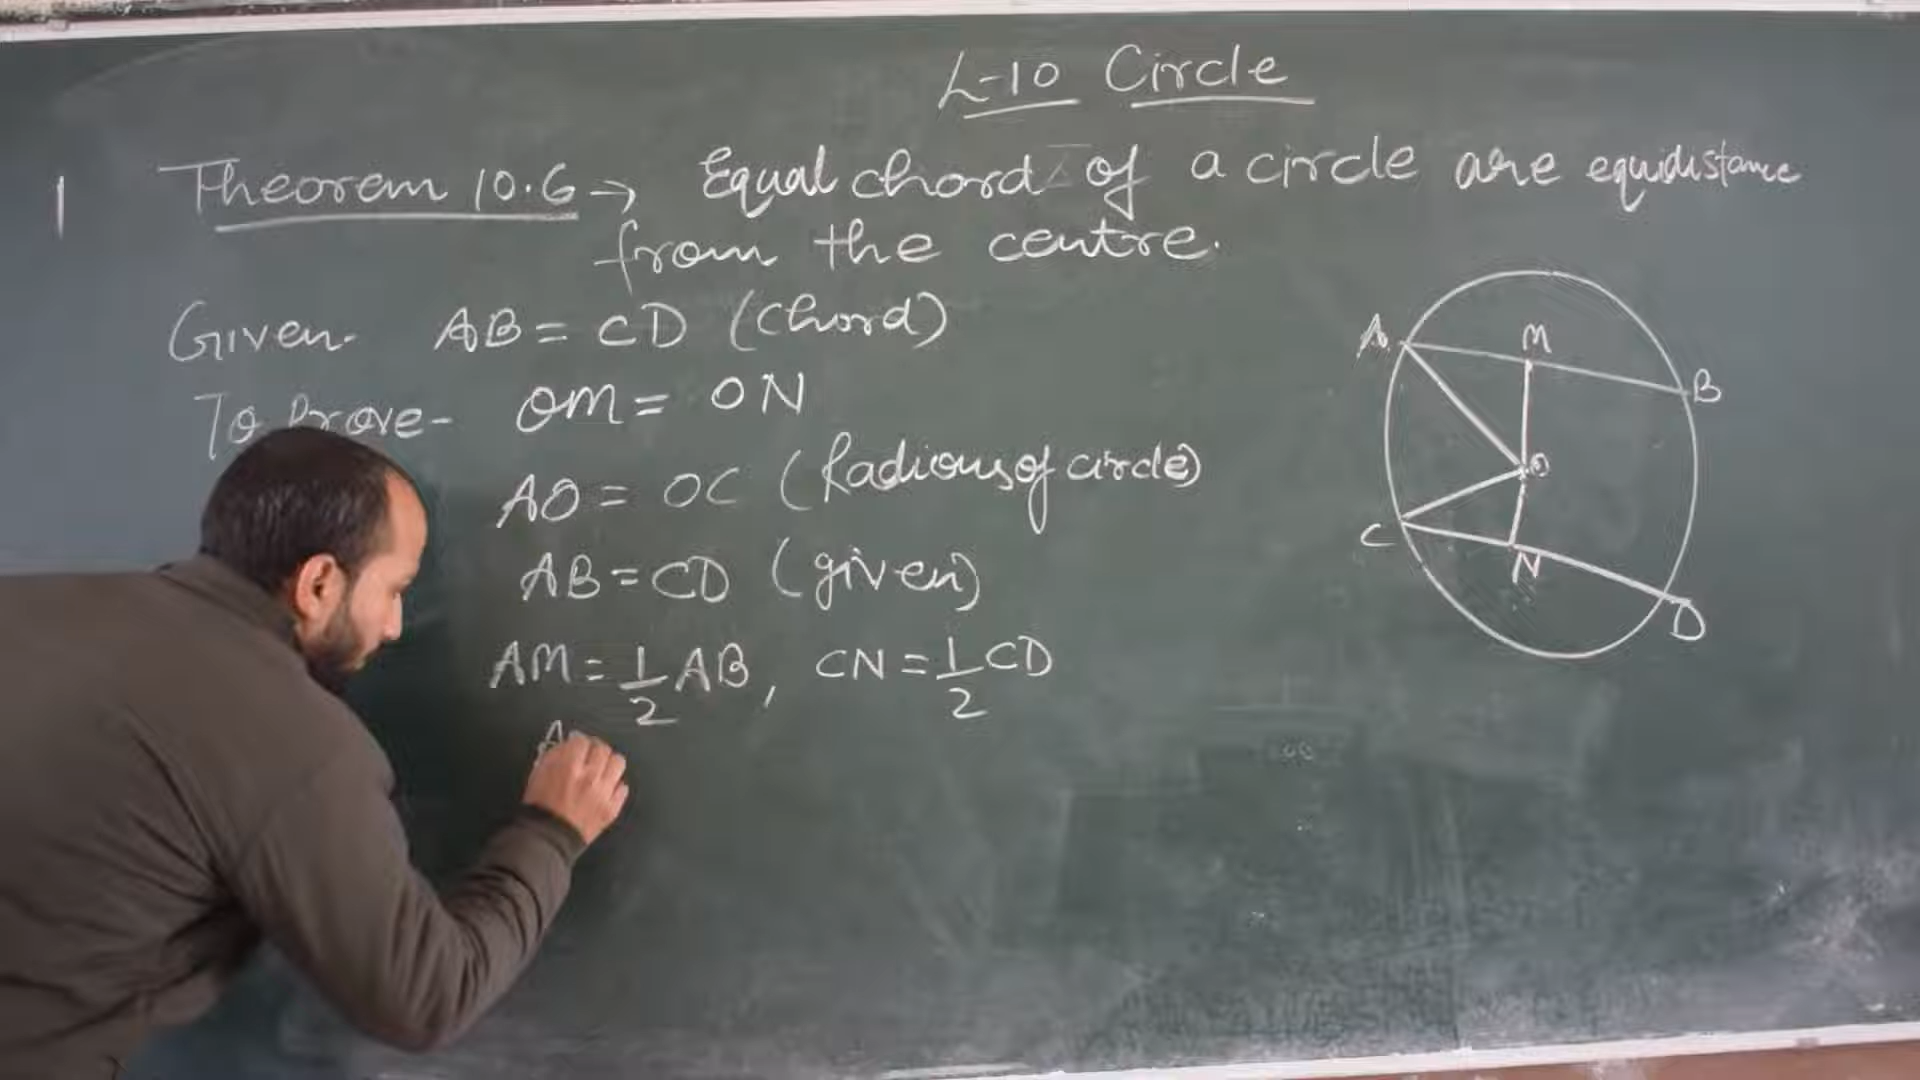 L-10 Circle
1 Theorem 10.6 → Equal chord of a circle are equidistance
from the centre.
Given- AB = CD (Chord)
To Prove- OM = ON
AO = OC (Radious of circle)
AB = CD (given)
AM = 1/2 AB, CN = 1/2 CD
A
A M B
O
C N D